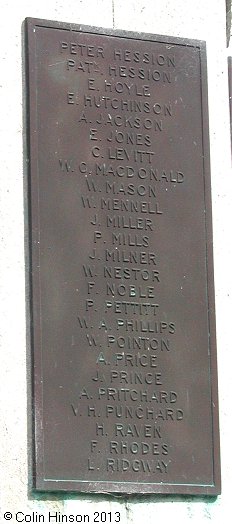 PETER HESSION
PATK. HESSION
E. HOYLE
E. HUTCHINSON
A. JACKSON
E. JONES
C. LEVITT
W. G. MACDONALD
W. MASON
W. MENNELL
J. MILLER
P. MILLS
J. MILNER
W. NESTOR
F. NOBLE
P. PETTITT
W. A. PHILLIPS
W. POINTON
A. PRICE
J. PRINCE
A. PRITCHARD
V. H. PUNCHARD
H. RAVEN
F. RHODES
L. RIDGWAY
©Colin Hinson 2013